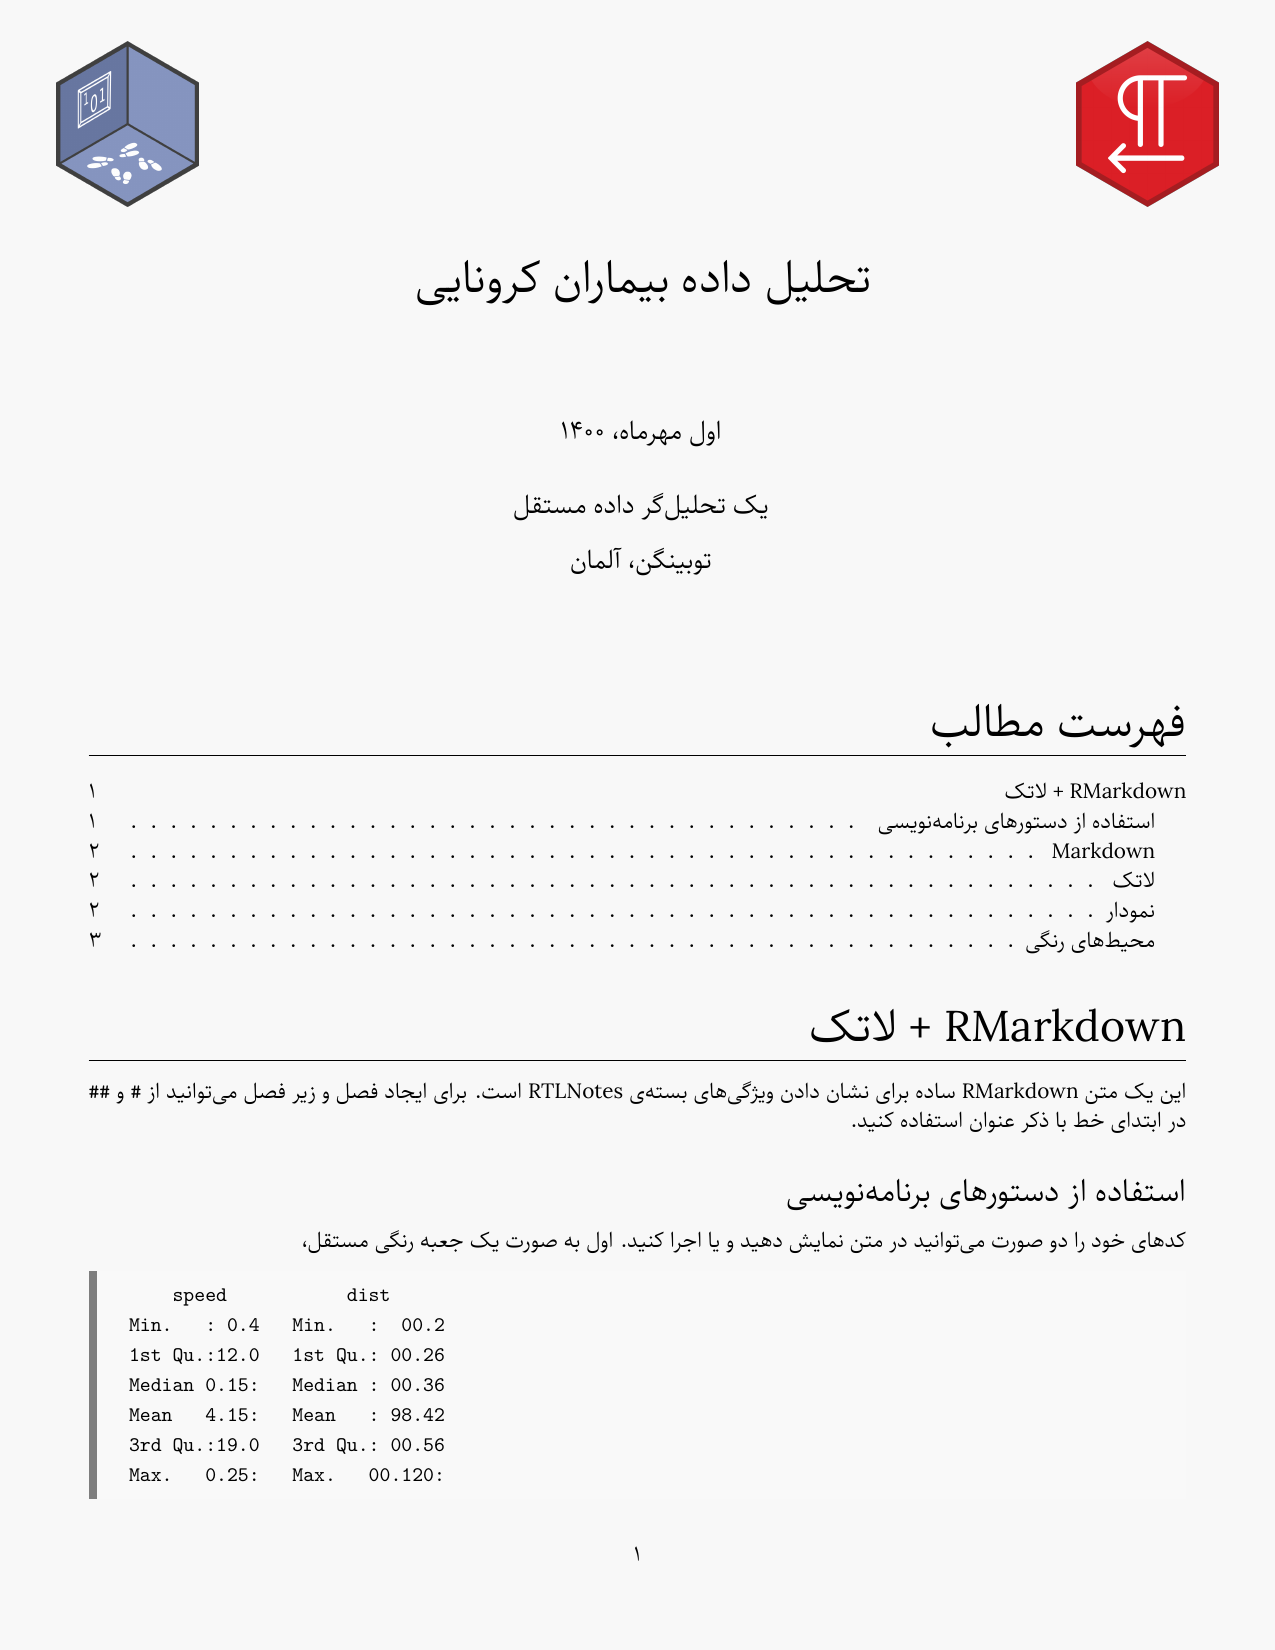 101
تحلیل داده بیماران کرونایی
اول مهرماه، ۱۴۰۰
یک تحلیل‌گر داده مستقل
توبینگن، آلمان
فهرست مطالب
RMarkdown + لاتک ۱
استفاده از دستورهای برنامه‌نویسی . . . . . . . . . . . . . . . . . . . . . . . . . . . . . . . . . . . . . ۱
Markdown . . . . . . . . . . . . . . . . . . . . . . . . . . . . . . . . . . . . . . . . . . . . . . ۲
لاتک . . . . . . . . . . . . . . . . . . . . . . . . . . . . . . . . . . . . . . . . . . . . . . . . . ۲
نمودار . . . . . . . . . . . . . . . . . . . . . . . . . . . . . . . . . . . . . . . . . . . . . . . . . ۲
محیط‌های رنگی . . . . . . . . . . . . . . . . . . . . . . . . . . . . . . . . . . . . . . . . . . . . . ۳
RMarkdown + لاتک
این یک متن RMarkdown ساده برای نشان دادن ویژگی‌های بسته‌ی RTLNotes است. برای ایجاد فصل و زیر فصل می‌توانید از # و ##
در ابتدای خط با ذکر عنوان استفاده کنید.
استفاده از دستورهای برنامه‌نویسی
کدهای خود را دو صورت می‌توانید در متن نمایش دهید و یا اجرا کنید. اول به صورت یک جعبه رنگی مستقل،
speed dist
Min. : 0.4 Min. : 00.2
1st Qu.:12.0 1st Qu.: 00.26
Median 0.15: Median : 00.36
Mean 4.15: Mean : 98.42
3rd Qu.:19.0 3rd Qu.: 00.56
Max. 0.25: Max. 00.120:
۱